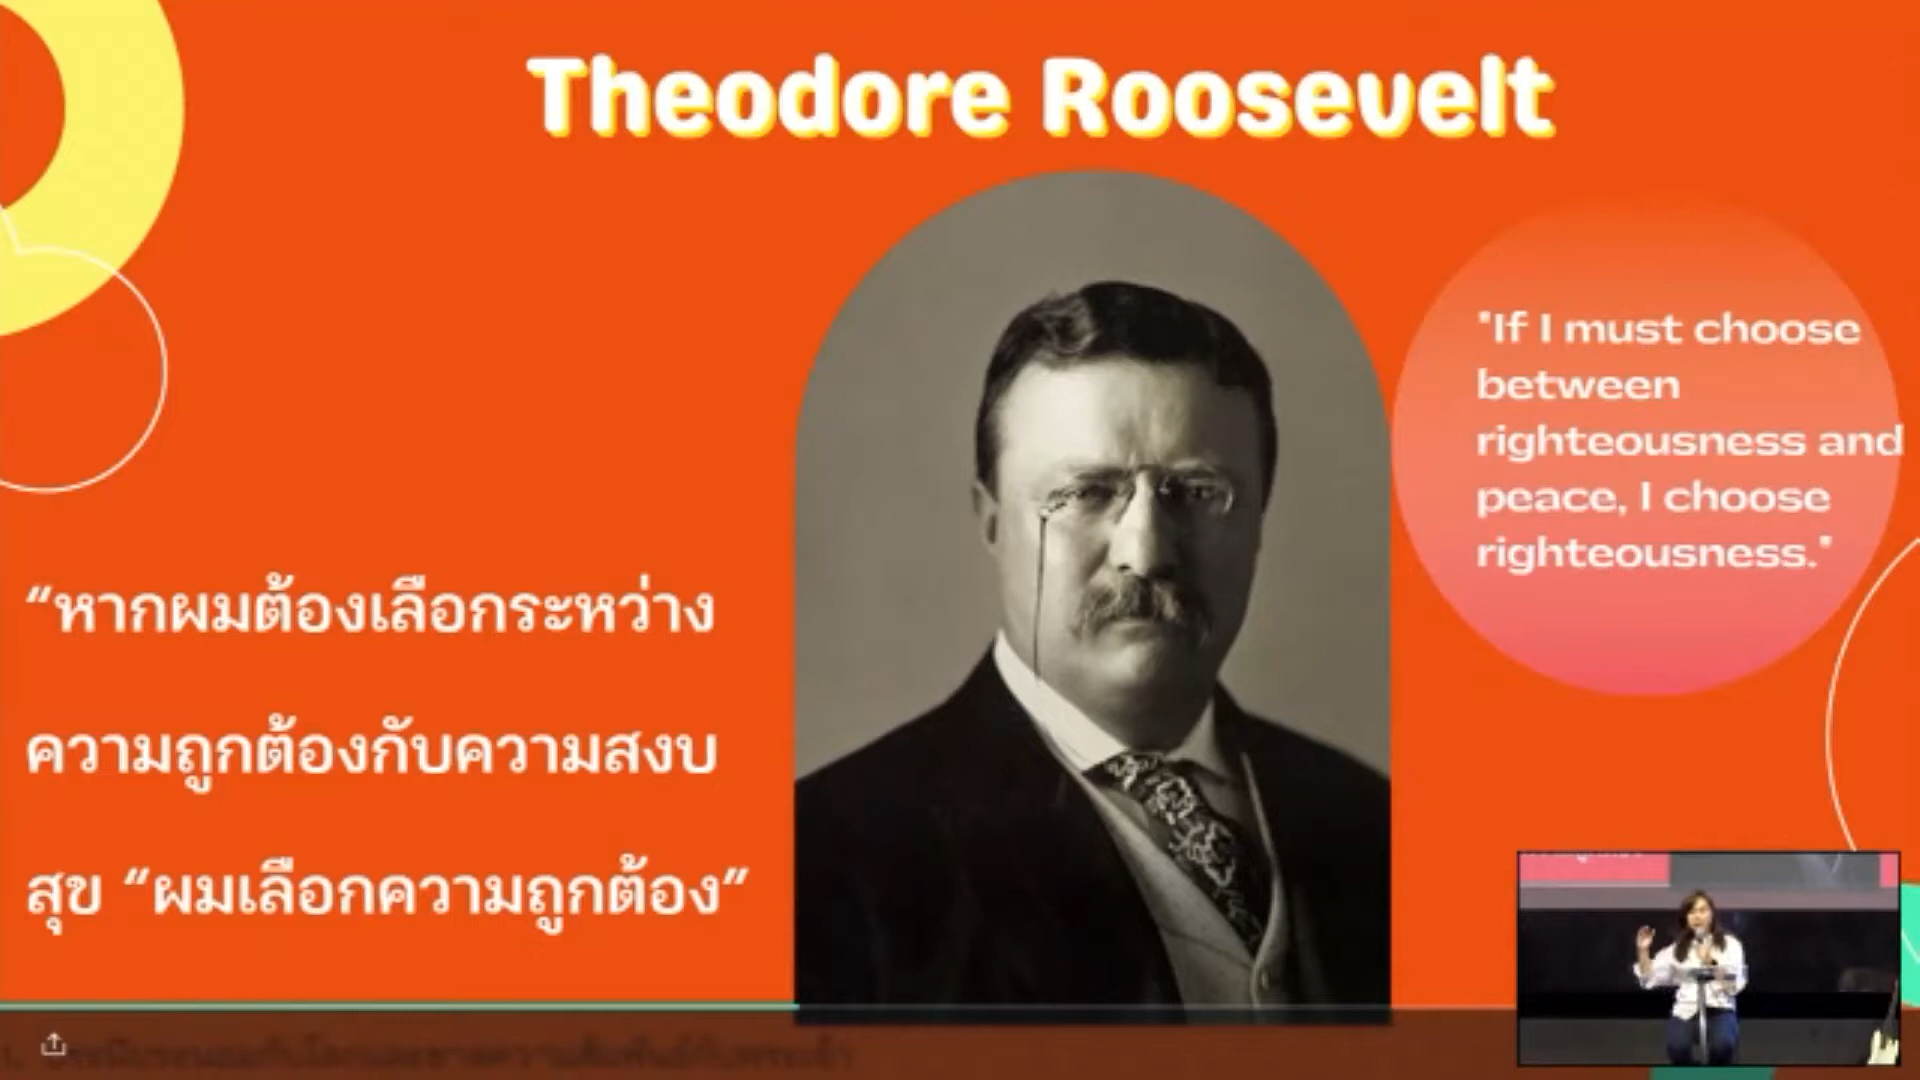 Theodore Roosevelt
"If I must choose
between
righteousness and
peace, I choose
righteousness."
“หากผมต้องเลือกระหว่าง
ความถูกต้องกับความสงบ
สุข “ผมเลือกความถูกต้อง”